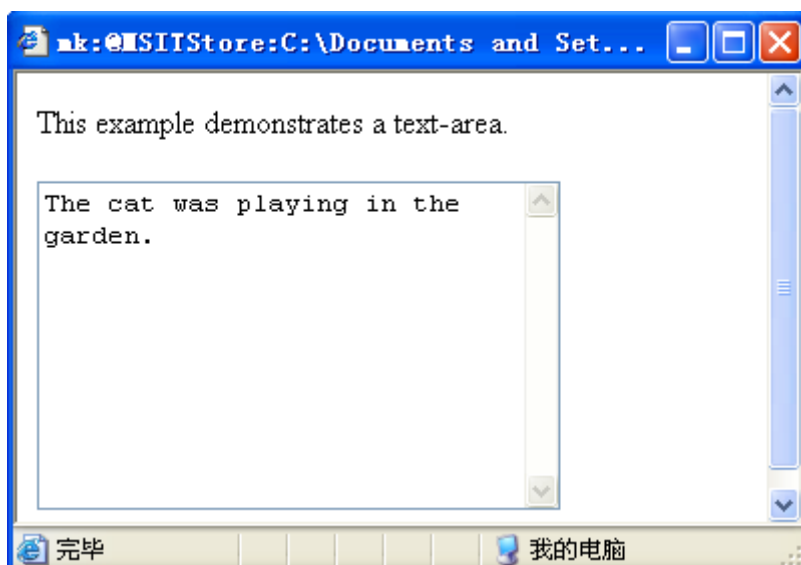 mk:@MSITStore:C:\Documents and Set...
This example demonstrates a text-area.
The cat was playing in the
garden.
完毕
我的电脑